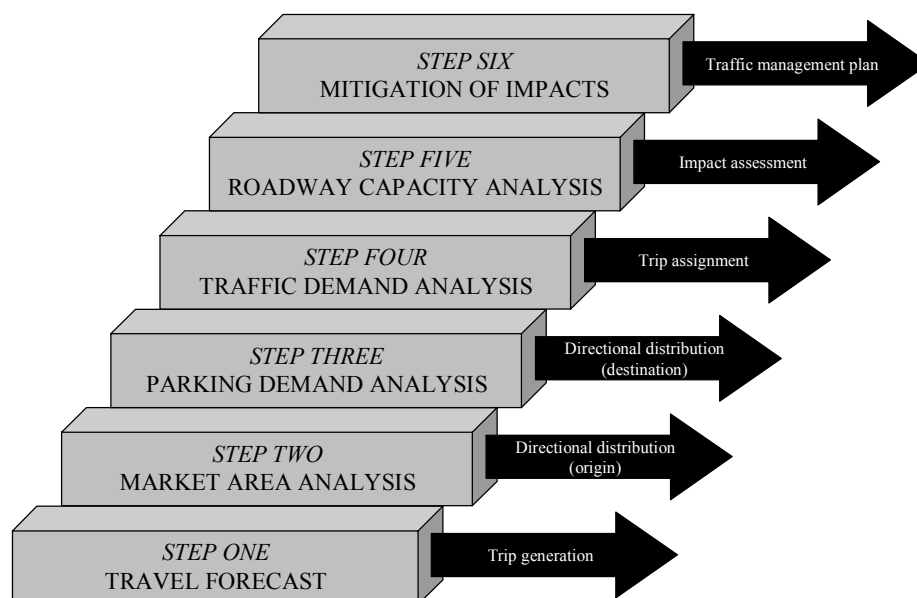 STEP SIX
MITIGATION OF IMPACTS
Traffic management plan
STEP FIVE
ROADWAY CAPACITY ANALYSIS
Impact assessment
STEP FOUR
TRAFFIC DEMAND ANALYSIS
Trip assignment
STEP THREE
PARKING DEMAND ANALYSIS
Directional distribution
(destination)
STEP TWO
MARKET AREA ANALYSIS
Directional distribution
(origin)
STEP ONE
TRAVEL FORECAST
Trip generation